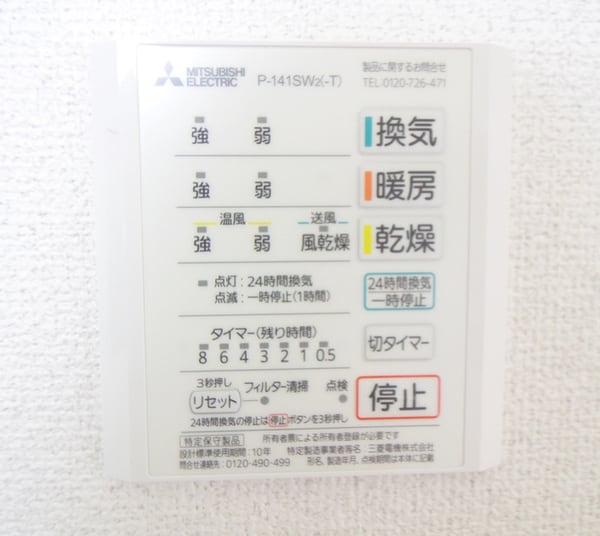 MITSUBISHI
ELECTRIC
P-141SW2(-T)
製品に関するお問合せ
TEL:0120-726-471
強 弱 換気
強 弱 暖房
温風 送風
強 弱 風乾燥 乾燥
点灯:24時間換気
点滅:一時停止(1時間)
24時間換気
一時停止
タイマー(残り時間)
8 6 4 3 2 1 0.5
切タイマー
3秒押し
リセット フィルター清掃 点検
停止
24時間換気の停止は停止ボタンを3秒押し
特定保守製品 所有者票による所有者登録が必要です
設計標準使用期間:10年 特定製造事業者等名 三菱電機株式会社
問合せ連絡先:0120-490-499 形名,製造年月,点検期間は本体に記載